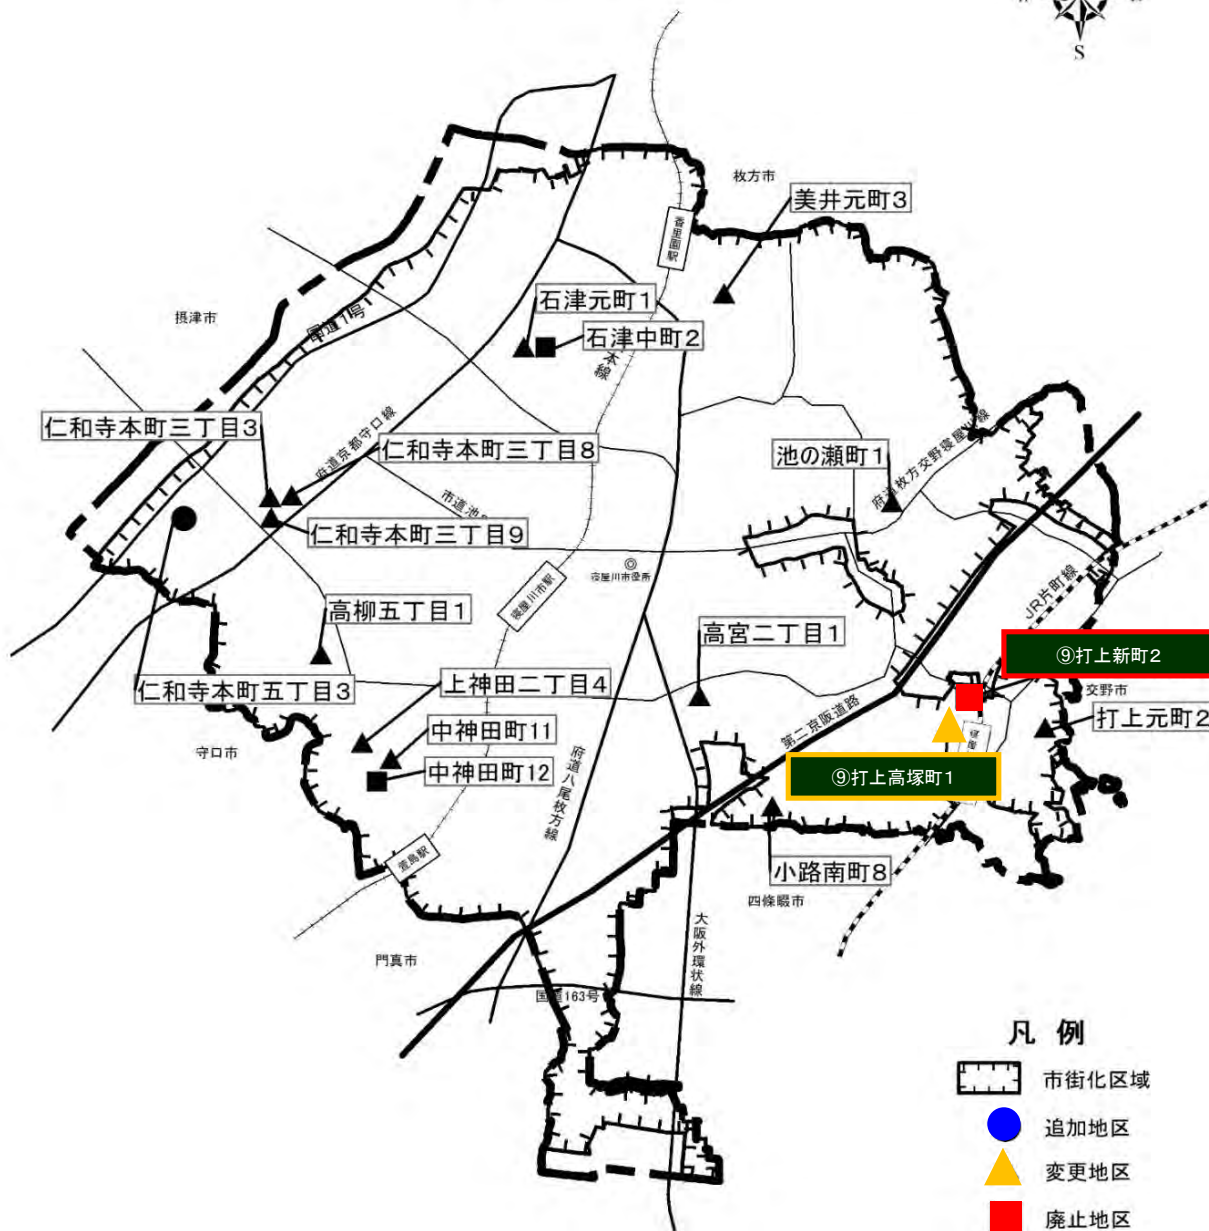 S
枚方市
美井元町3
香里園駅
石津元町1
摂津市
国道1号
石津中町2
本線
仁和寺本町三丁目3
府道京都守口線
仁和寺本町三丁目8
池の瀬町1
府道枚方交野寝屋川線
市道池
仁和寺本町三丁目9
寝屋川市役所
寝屋川市駅
JR片町線
高柳五丁目1
高宮二丁目1
⑨打上新町2
仁和寺本町五丁目3
上神田二丁目4
交野市
打上元町2
第二京阪道路
守口市
中神田町11
中神田町12
府道八尾枚方線
⑨打上高塚町1
萱島駅
小路南町8
四條畷市
大阪外環状線
門真市
国道163号
凡 例
市街化区域
追加地区
変更地区
廃止地区